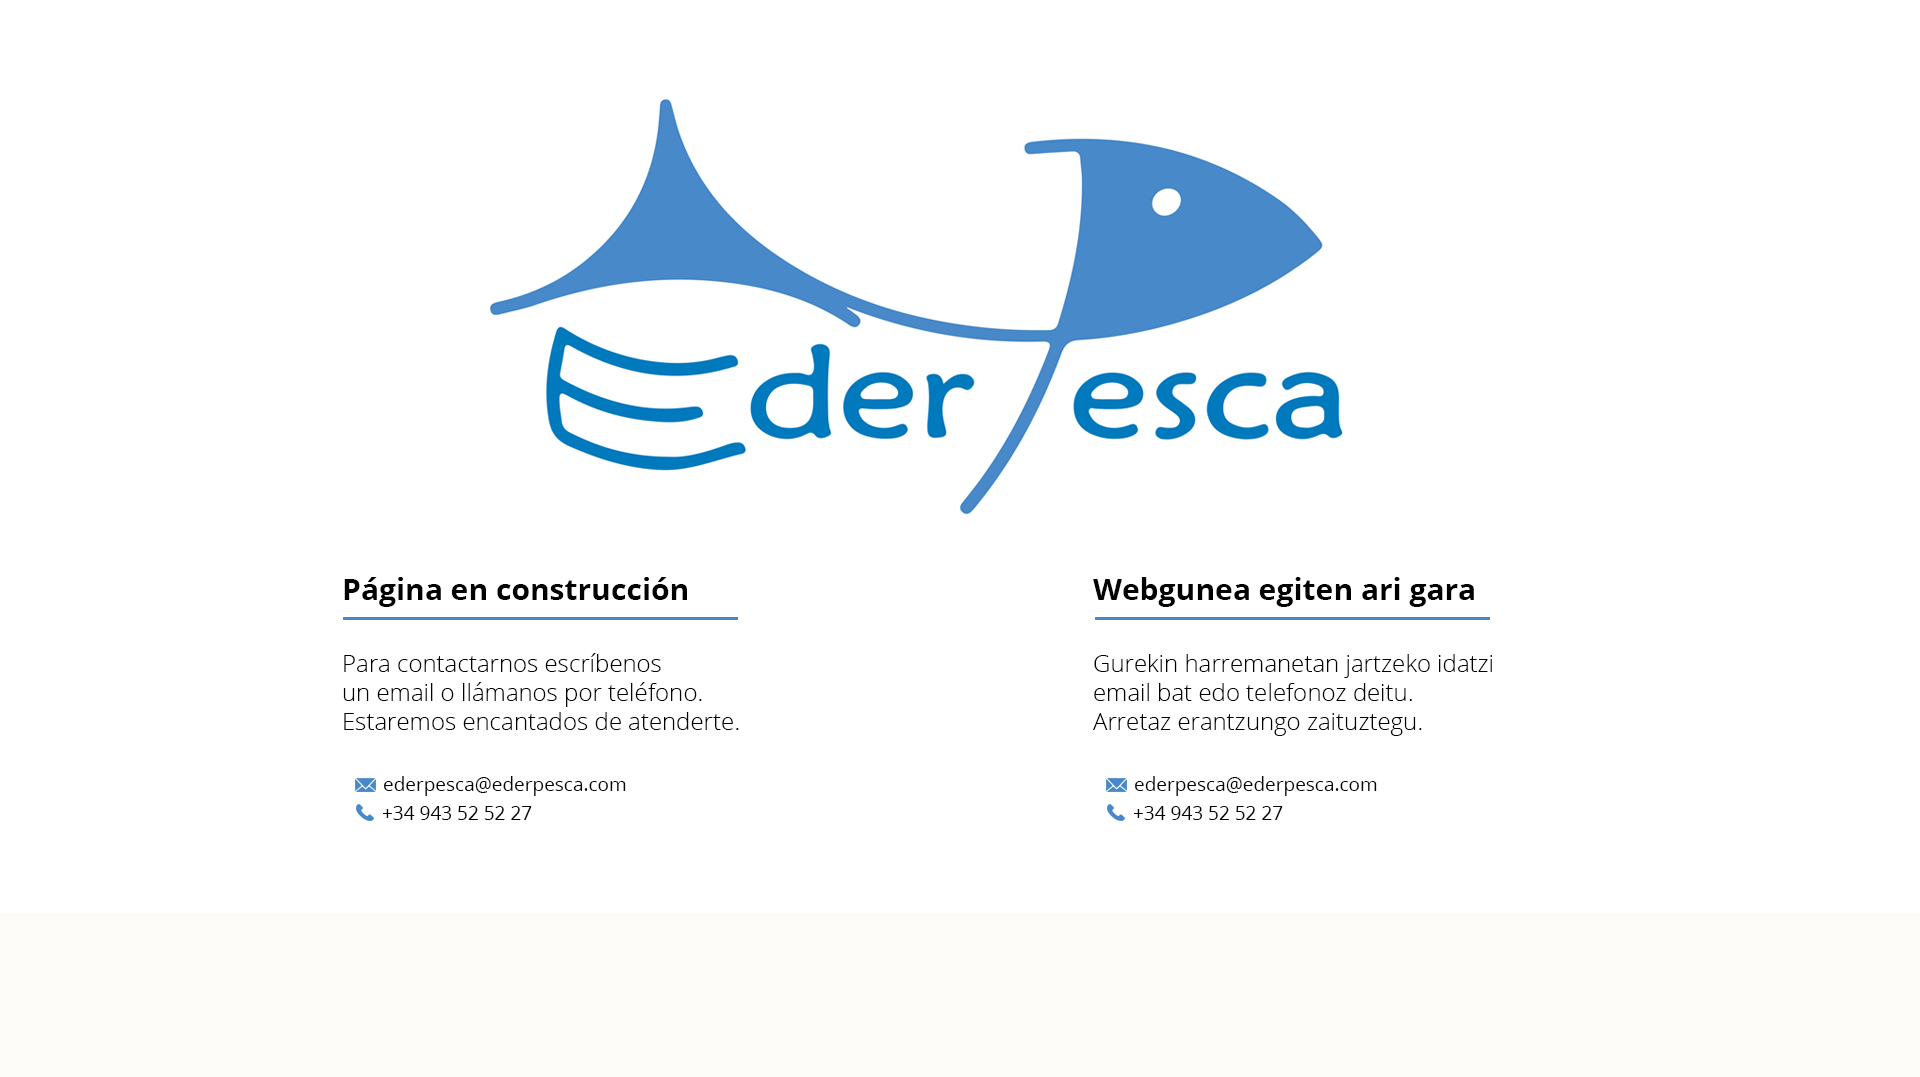 Eder Pesca
Página en construcción
Para contactarnos escríbenos
un email o llámanos por teléfono.
Estaremos encantados de atenderte.
ederpesca@ederpesca.com
+34 943 52 52 27
Webgunea egiten ari gara
Gurekin harremanetan jartzeko idatzi
email bat edo telefonoz deitu.
Arretaz erantzungo zaituztegu.
ederpesca@ederpesca.com
+34 943 52 52 27